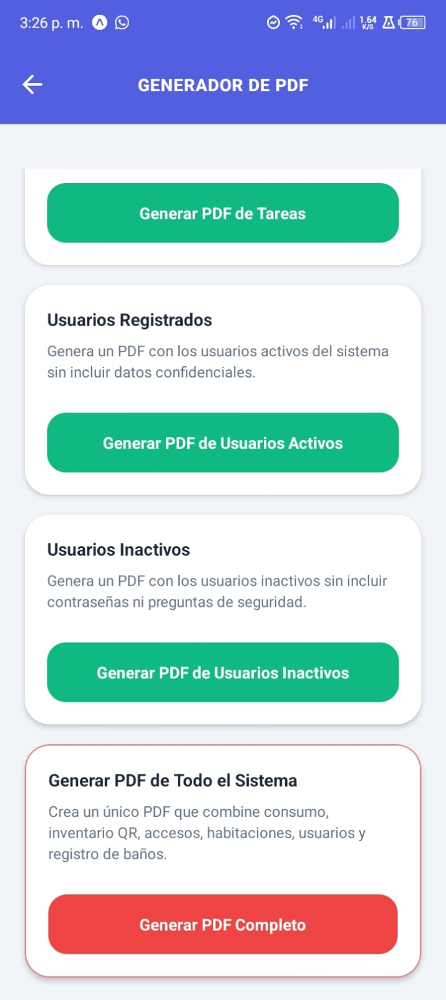 3:26 p. m.
4G
1.64
K/S
76
GENERADOR DE PDF
Generar PDF de Tareas
Usuarios Registrados
Genera un PDF con los usuarios activos del sistema
sin incluir datos confidenciales.
Generar PDF de Usuarios Activos
Usuarios Inactivos
Genera un PDF con los usuarios inactivos sin incluir
contraseñas ni preguntas de seguridad.
Generar PDF de Usuarios Inactivos
Generar PDF de Todo el Sistema
Crea un único PDF que combine consumo,
inventario QR, accesos, habitaciones, usuarios y
registro de baños.
Generar PDF Completo